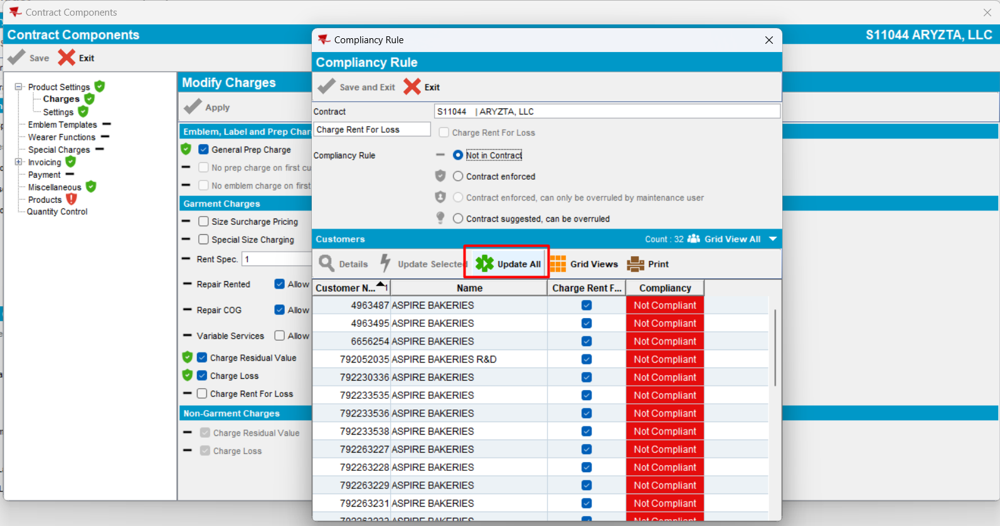 Contract Components
Contract Components
S11044 ARYZTA, LLC
Save
Exit
Product Settings
Charges
Settings
Emblem Templates
Wearer Functions
Special Charges
Invoicing
Payment
Miscellaneous
Products
Quantity Control
Modify Charges
Apply
Emblem, Label and Prep Char
General Prep Charge
No prep charge on first cu
No emblem charge on first
Garment Charges
Size Surcharge Pricing
Special Size Charging
Rent Spec. 1
Repair Rented Allow
Repair COG Allow
Variable Services Allow
Charge Residual Value
Charge Loss
Charge Rent For Loss
Non-Garment Charges
Charge Residual Value
Charge Loss
Compliancy Rule
Compliancy Rule
Save and Exit
Exit
Contract S11044 | ARYZTA, LLC
Charge Rent For Loss Charge Rent For Loss
Compliancy Rule Not in Contract
Contract enforced
Contract enforced, can only be overruled by maintenance user
Contract suggested, can be overruled
Customers Count : 32 Grid View All
Details Update Selected Update All Grid Views Print
Customer N... 1 Name Charge Rent F... Compliancy
4963487 ASPIRE BAKERIES Not Compliant
4963495 ASPIRE BAKERIES Not Compliant
6656254 ASPIRE BAKERIES Not Compliant
792052035 ASPIRE BAKERIES R&D Not Compliant
792230336 ASPIRE BAKERIES Not Compliant
792233535 ASPIRE BAKERIES Not Compliant
792233536 ASPIRE BAKERIES Not Compliant
792233538 ASPIRE BAKERIES Not Compliant
792263227 ASPIRE BAKERIES Not Compliant
792263228 ASPIRE BAKERIES Not Compliant
792263229 ASPIRE BAKERIES Not Compliant
792263231 ASPIRE BAKERIES Not Compliant
ASPIRE BAKERIES Not Compliant